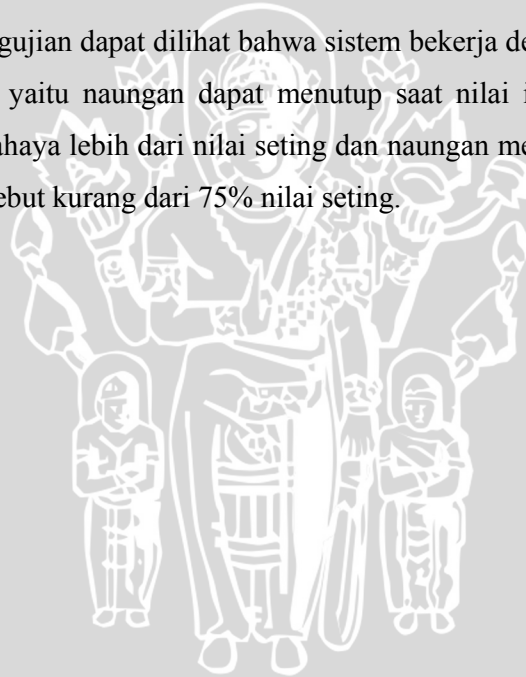 gujian dapat dilihat bahwa sistem bekerja de
yaitu naungan dapat menutup saat nilai i
ahaya lebih dari nilai seting dan naungan me
ebut kurang dari 75% nilai seting.